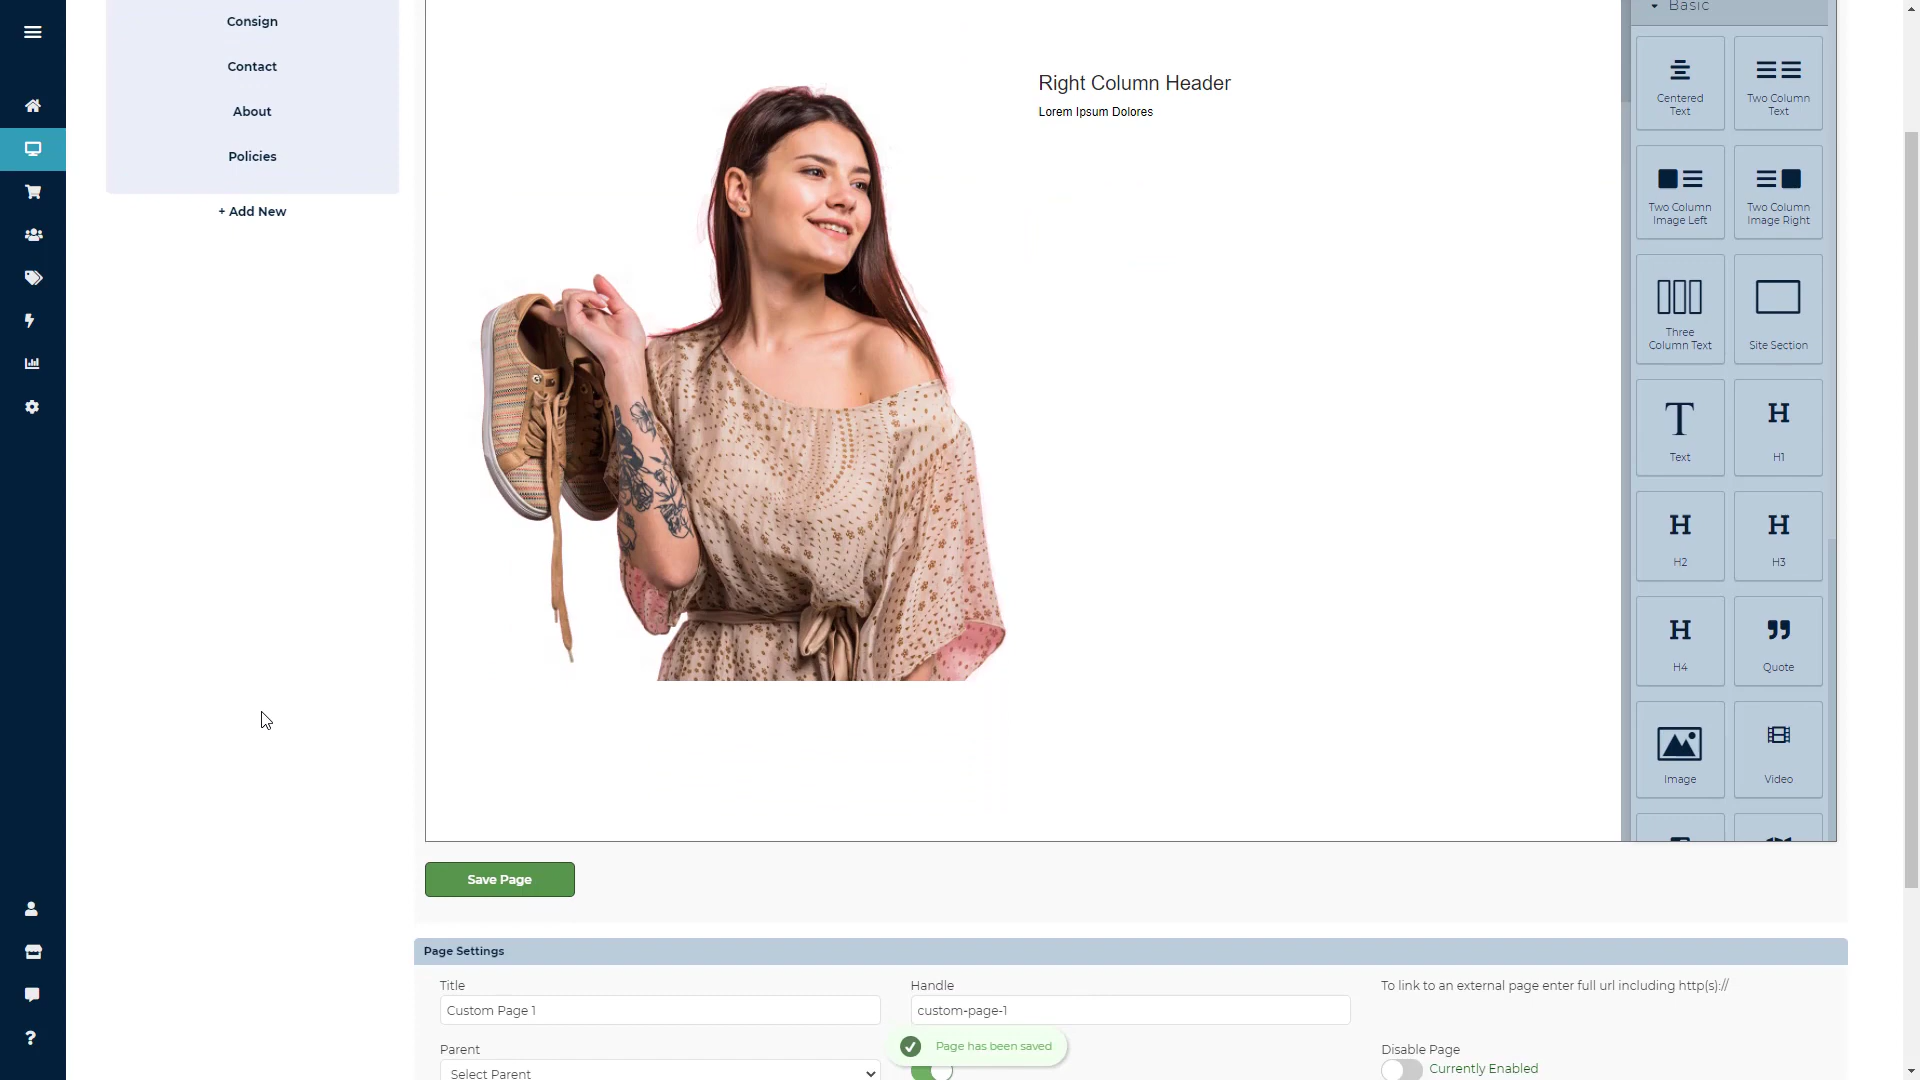 Consign
Contact
About
Policies
+ Add New
Right Column Header
Lorem Ipsum Dolores
Basic
Centered
Text
Two Column
Text
Two Column
Image Left
Two Column
Image Right
Three
Column Text
Site Section
T
Text
H
H1
H
H2
H
H3
H
H4
Quote
Image
Video
Save Page
Page Settings
Title
Custom Page 1
Handle
custom-page-1
To link to an external page enter full url including http(s)://
Parent
Select Parent
Page has been saved
Disable Page
Currently Enabled